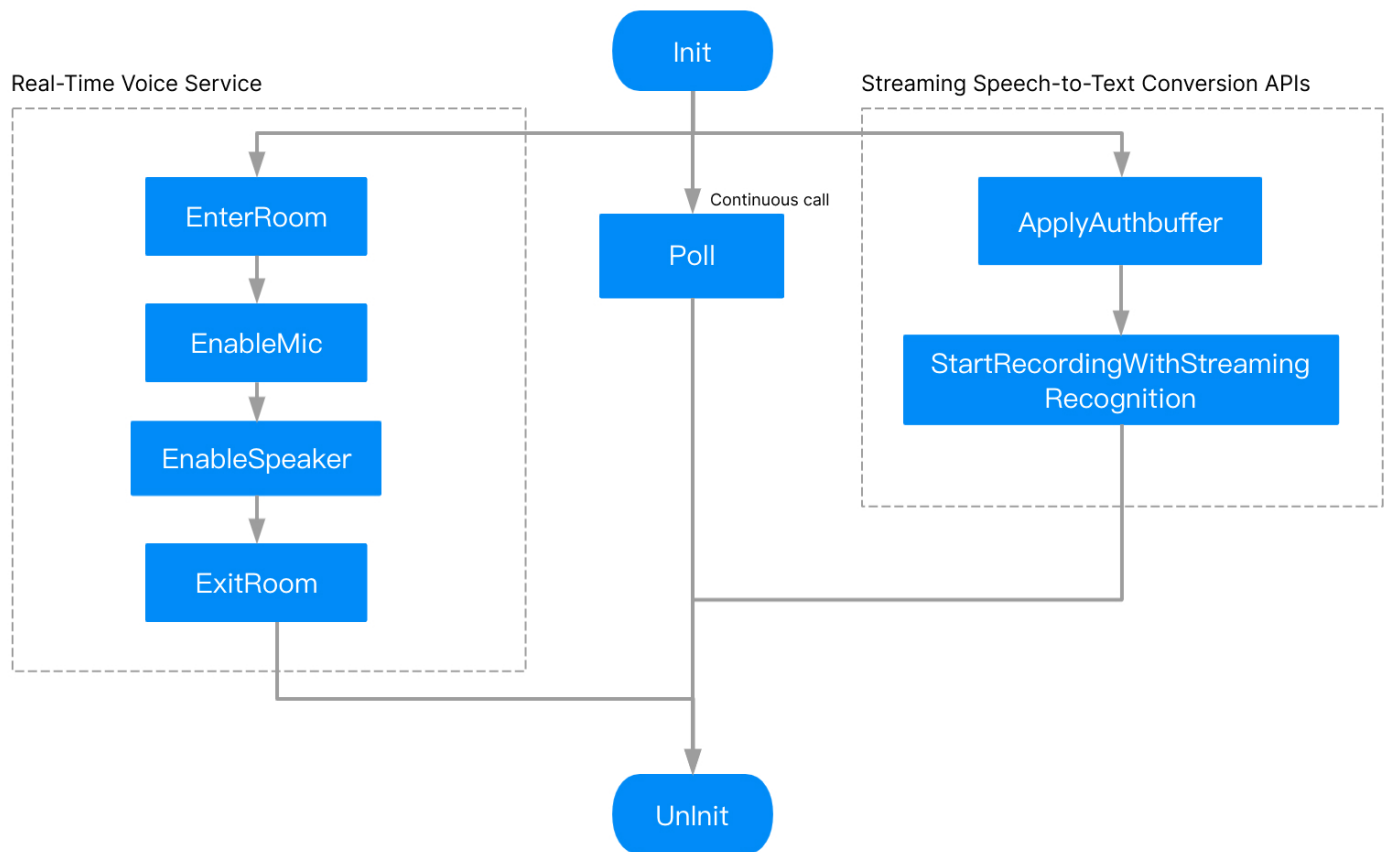 Init
Real-Time Voice Service
Streaming Speech-to-Text Conversion APIs
EnterRoom
Continuous call
ApplyAuthbuffer
Poll
EnableMic
StartRecordingWithStreaming
Recognition
EnableSpeaker
ExitRoom
UnInit